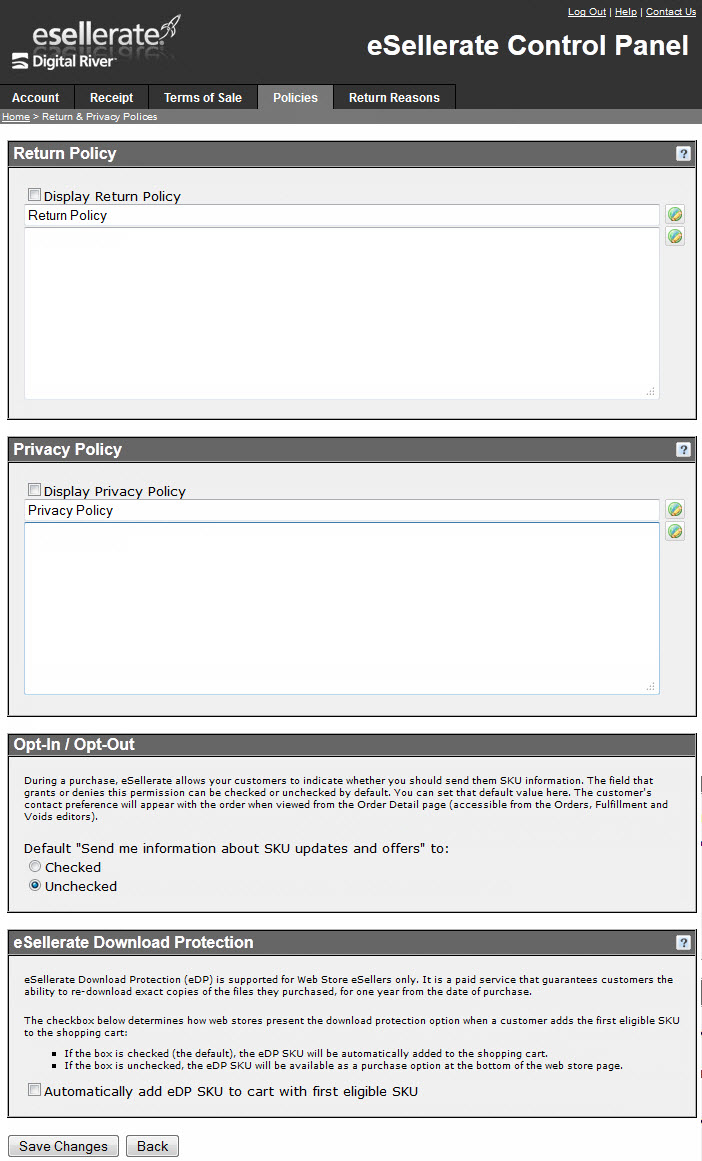 Log Out | Help | Contact Us
esellerate.
Digital River
eSellerate Control Panel
Account Receipt Terms of Sale Policies Return Reasons
Home > Return & Privacy Polices
Return Policy ?
Display Return Policy
Return Policy
Privacy Policy ?
Display Privacy Policy
Privacy Policy
Opt-In / Opt-Out
During a purchase, eSellerate allows your customers to indicate whether you should send them SKU information. The field that
grants or denies this permission can be checked or unchecked by default. You can set that default value here. The customer's
contact preference will appear with the order when viewed from the Order Detail page (accessible from the Orders, Fulfillment and
Voids editors).
Default "Send me information about SKU updates and offers" to:
Checked
Unchecked
eSellerate Download Protection ?
eSellerate Download Protection (eDP) is supported for Web Store eSellers only. It is a paid service that guarantees customers the
ability to re-download exact copies of the files they purchased, for one year from the date of purchase.
The checkbox below determines how web stores present the download protection option when a customer adds the first eligible SKU
to the shopping cart:
If the box is checked (the default), the eDP SKU will be automatically added to the shopping cart.
If the box is unchecked, the eDP SKU will be available as a purchase option at the bottom of the web store page.
Automatically add eDP SKU to cart with first eligible SKU
Save Changes Back